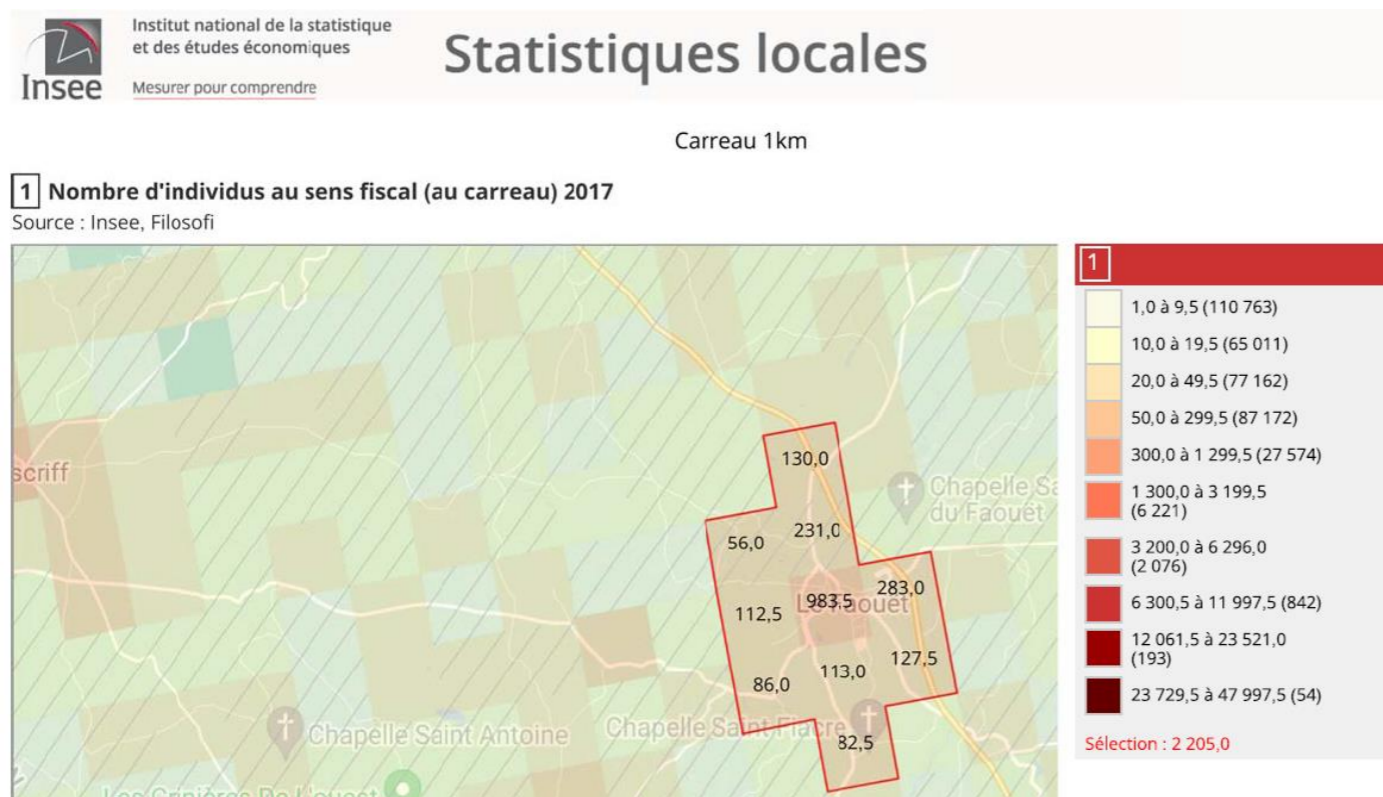 Institut national de la statistique
et des études économiques
Statistiques locales
Insee
Mesurer pour comprendre
Carreau 1km
1 Nombre d'individus au sens fiscal (au carreau) 2017
Source : Insee, Filosofi
scriff
130,0
Chapelle Sa
du Faouët
231,0
56,0
283,0
983,5
Le Faouët
112,5
127,5
113,0
86,0
Chapelle Saint Antoine
Chapelle Saint Fiacre
82,5
1
1,0 à 9,5 (110 763)
10,0 à 19,5 (65 011)
20,0 à 49,5 (77 162)
50,0 à 299,5 (87 172)
300,0 à 1 299,5 (27 574)
1 300,0 à 3 199,5
(6 221)
3 200,0 à 6 296,0
(2 076)
6 300,5 à 11 997,5 (842)
12 061,5 à 23 521,0
(193)
23 729,5 à 47 997,5 (54)
Sélection : 2 205,0